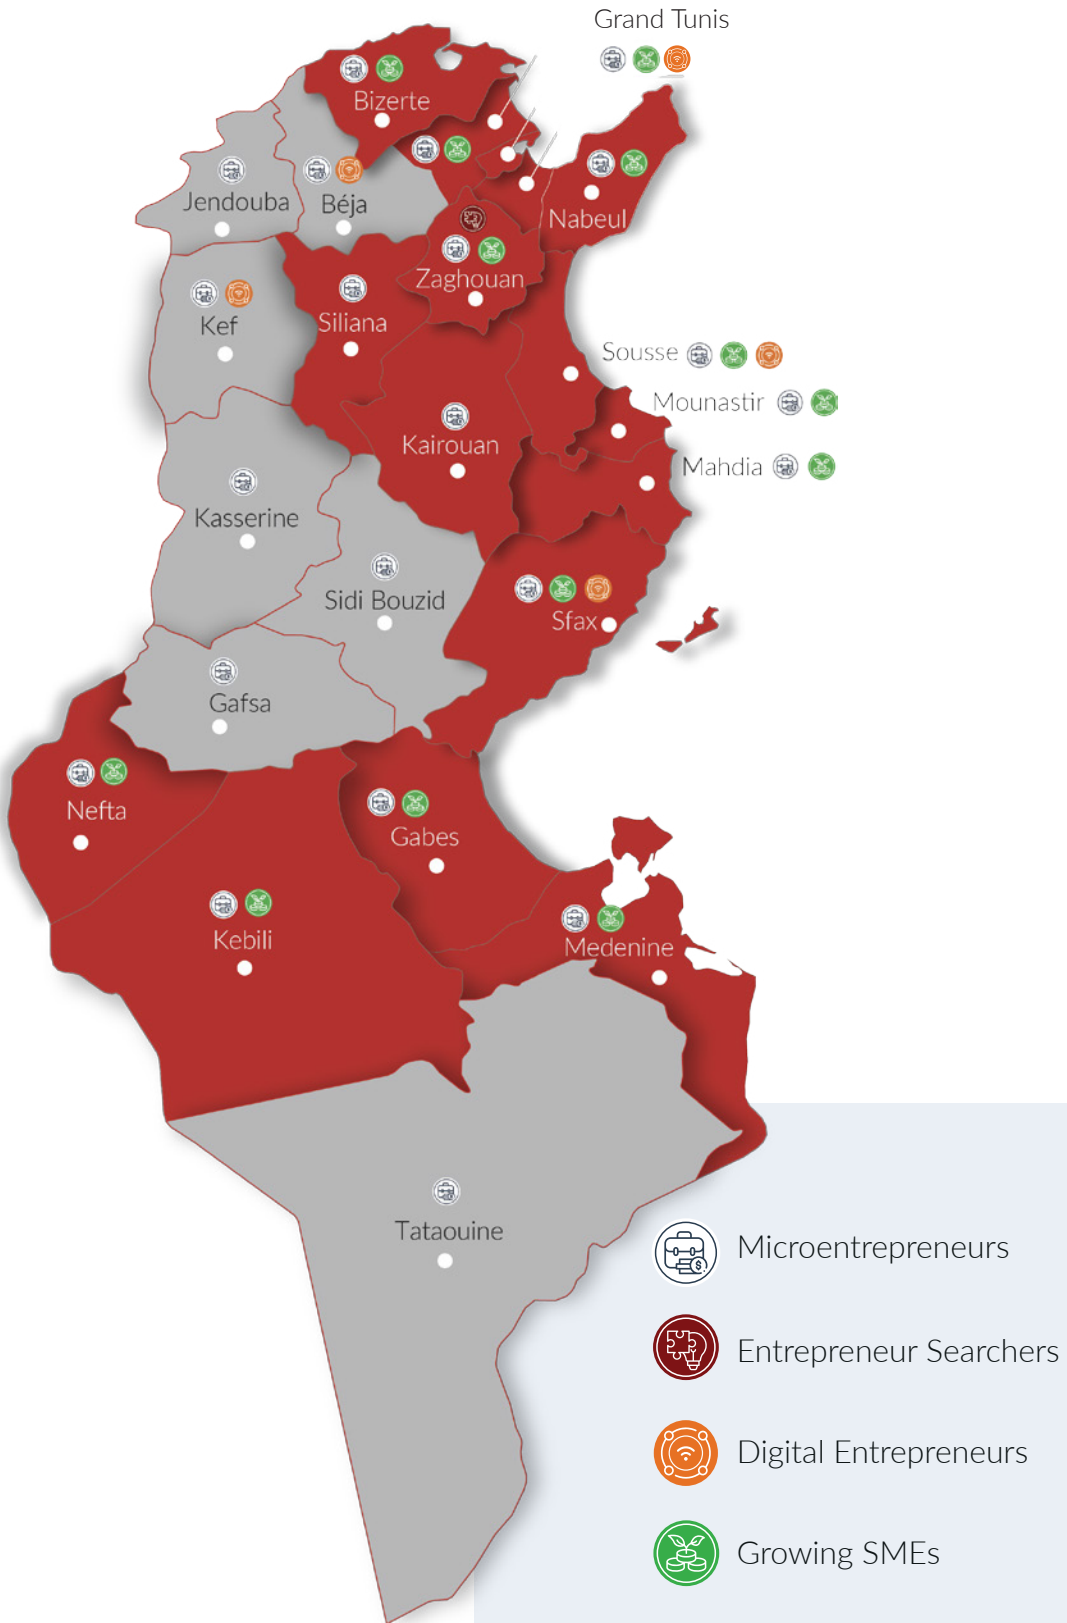 Grand Tunis
Bizerte
Jendouba
Béja
Nabeul
Zaghouan
Kef
Siliana
Sousse
Mounastir
Kairouan
Mahdia
Kasserine
Sidi Bouzid
Sfax
Gafsa
Nefta
Gabes
Kebili
Medenine
Tataouine
Microentrepreneurs
Entrepreneur Searchers
Digital Entrepreneurs
Growing SMEs